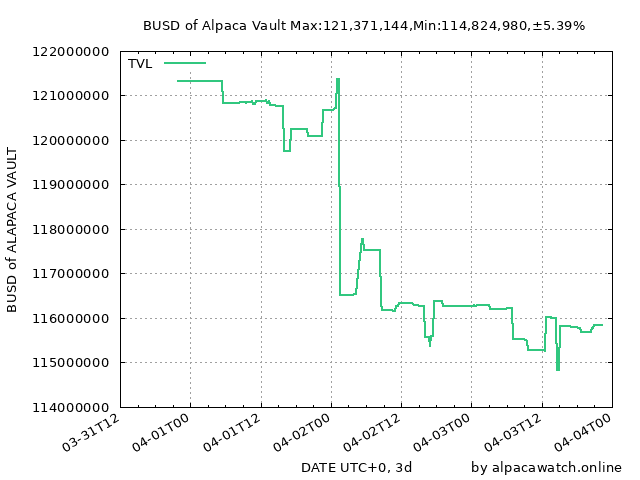 BUSD of Alpaca Vault Max:121,371,144,Min:114,824,980,±5.39%
TVL
BUSD of ALAPACA VAULT
122000000
121000000
120000000
119000000
118000000
117000000
116000000
115000000
114000000
03-31T12
04-01T00
04-01T12
04-02T00
04-02T12
04-03T00
04-03T12
04-04T00
DATE UTC+0, 3d
by alpacawatch.online